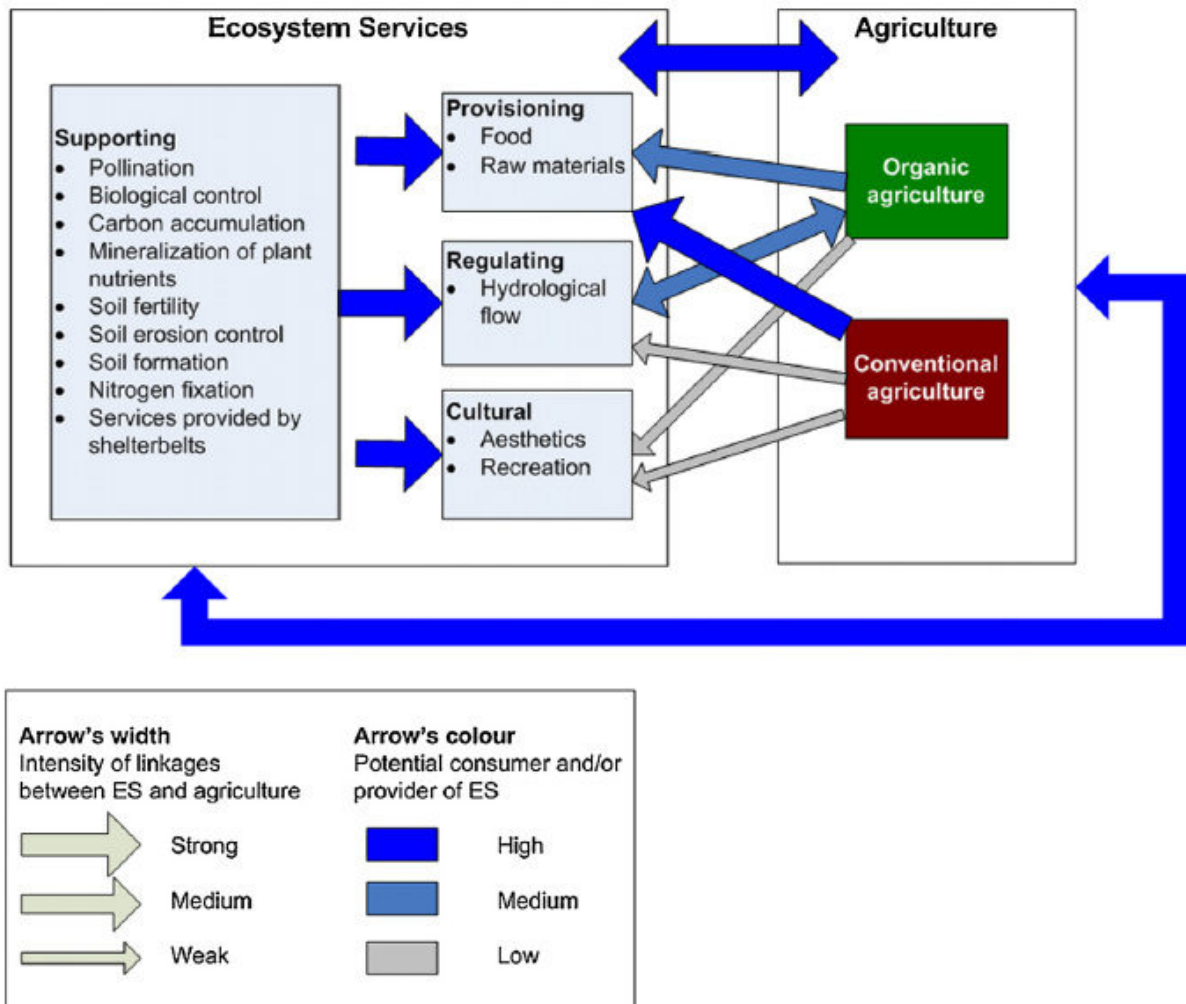 Ecosystem Services
Agriculture
Supporting
• Pollination
• Biological control
• Carbon accumulation
• Mineralization of plant
nutrients
• Soil fertility
• Soil erosion control
• Soil formation
• Nitrogen fixation
• Services provided by
shelterbelts
Provisioning
• Food
• Raw materials
Regulating
• Hydrological
flow
Cultural
• Aesthetics
• Recreation
Organic
agriculture
Conventional
agriculture
Arrow's width
Intensity of linkages
between ES and agriculture
Strong
Medium
Weak
Arrow's colour
Potential consumer and/or
provider of ES
High
Medium
Low